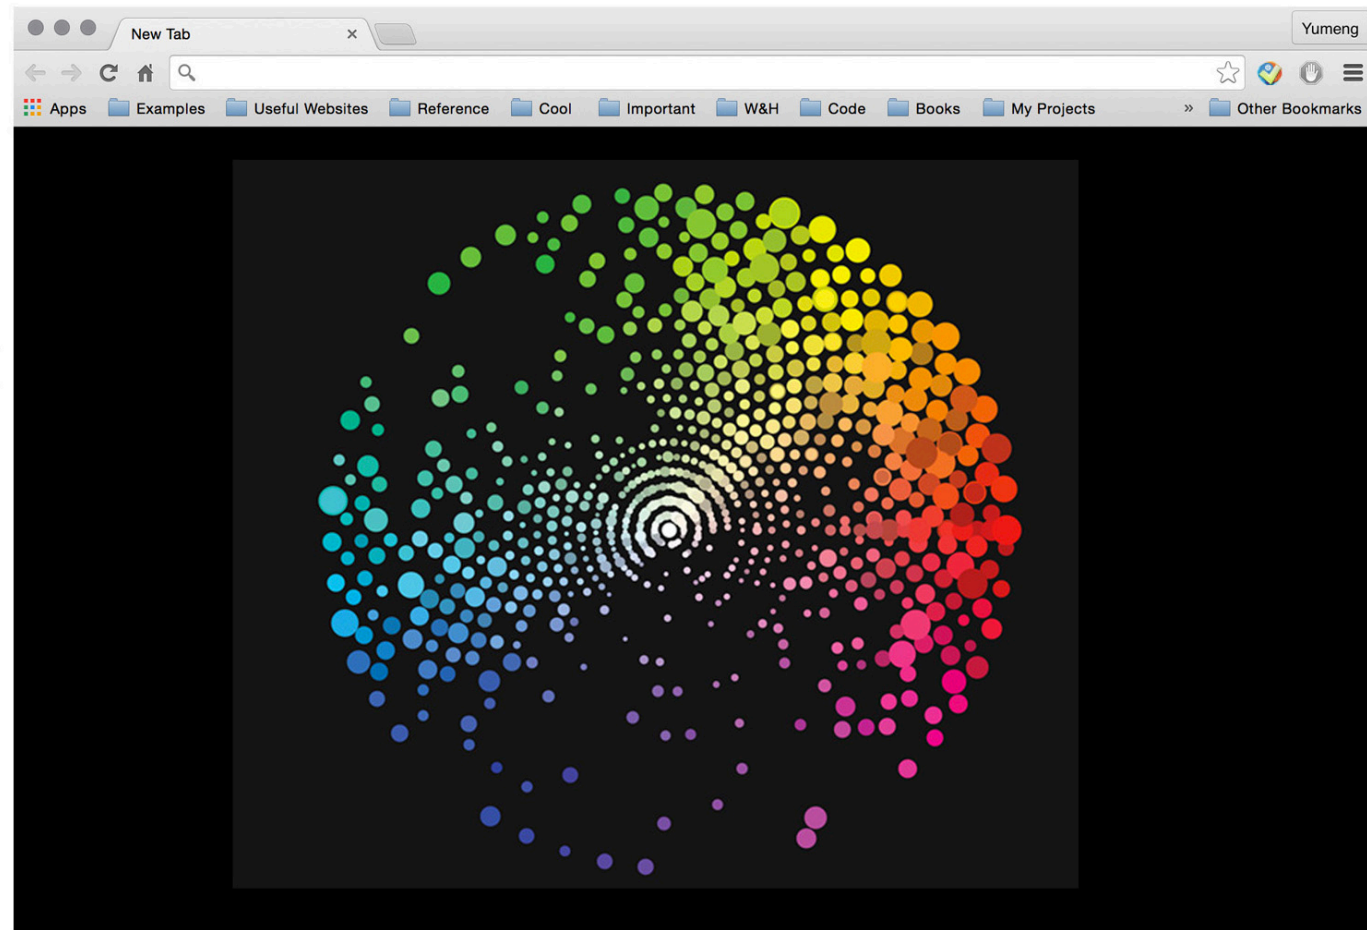 New Tab
Yumeng
Apps Examples Useful Websites Reference Cool Important W&H Code Books My Projects » Other Bookmarks